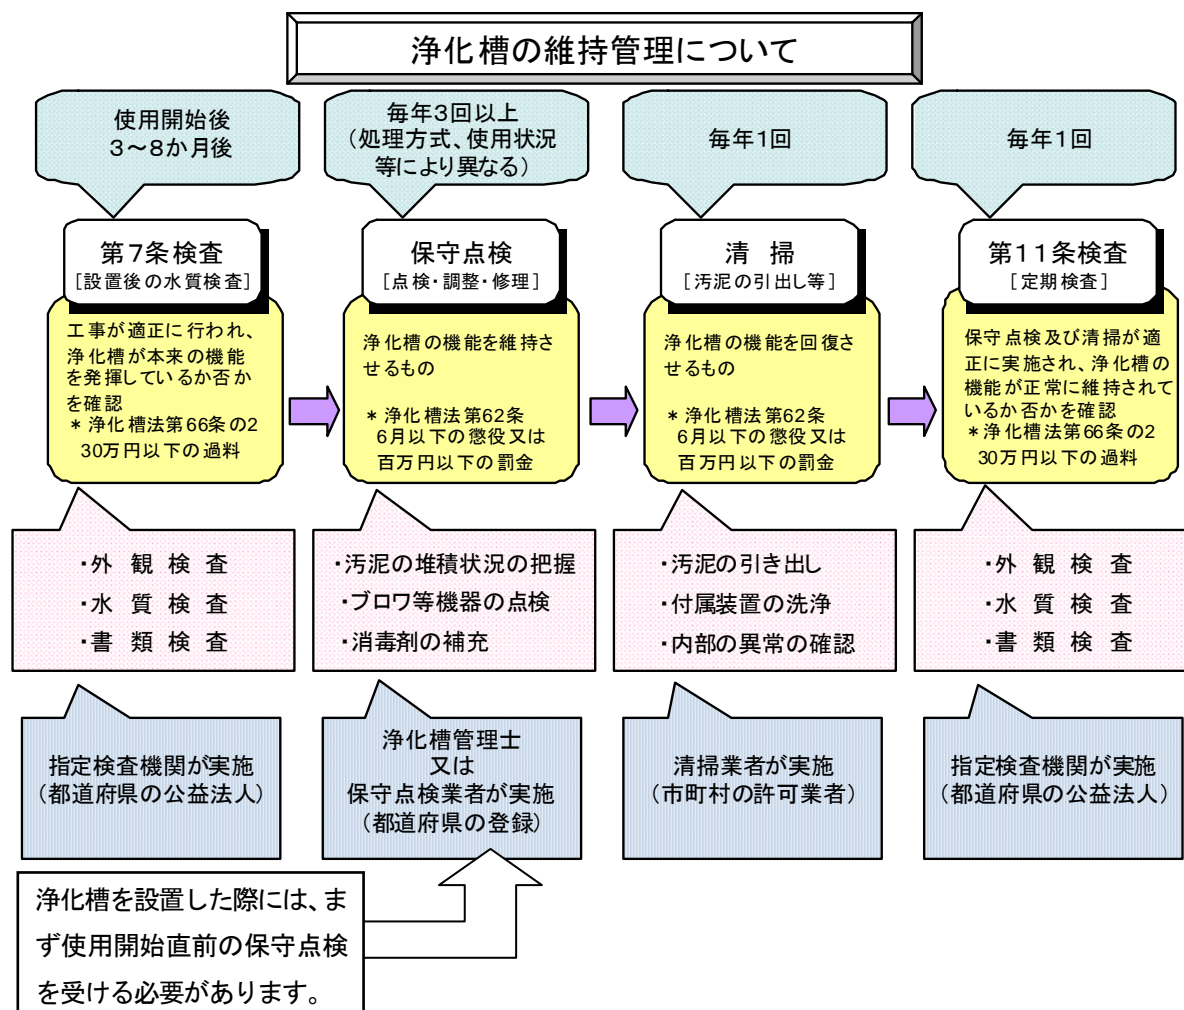 浄化槽の維持管理について
使用開始後
3～8か月後
毎年3回以上
（処理方式、使用状況
等により異なる）
毎年1回
毎年1回
第7条検査
［設置後の水質検査］
保守点検
［点検・調整・修理］
清 掃
［汚泥の引出し等］
第11条検査
［定期検査］
工事が適正に行われ、
浄化槽が本来の機能
を発揮しているか否か
を確認
＊浄化槽法第66条の2
30万円以下の過料
浄化槽の機能を維持さ
せるもの
＊浄化槽法第62条
6月以下の懲役又は
百万円以下の罰金
浄化槽の機能を回復さ
せるもの
＊浄化槽法第62条
6月以下の懲役又は
百万円以下の罰金
保守点検及び清掃が適
正に実施され、浄化槽の
機能が正常に維持されて
いるか否かを確認
＊浄化槽法第66条の2
30万円以下の過料
・外 観 検 査
・水 質 検 査
・書 類 検 査
・汚泥の堆積状況の把握
・ブロワ等機器の点検
・消毒剤の補充
・汚泥の引き出し
・付属装置の洗浄
・内部の異常の確認
・外 観 検 査
・水 質 検 査
・書 類 検 査
指定検査機関が実施
（都道府県の公益法人）
浄化槽管理士
又は
保守点検業者が実施
（都道府県の登録）
清掃業者が実施
（市町村の許可業者）
指定検査機関が実施
（都道府県の公益法人）
浄化槽を設置した際には、ま
ず使用開始直前の保守点検
を受ける必要があります。